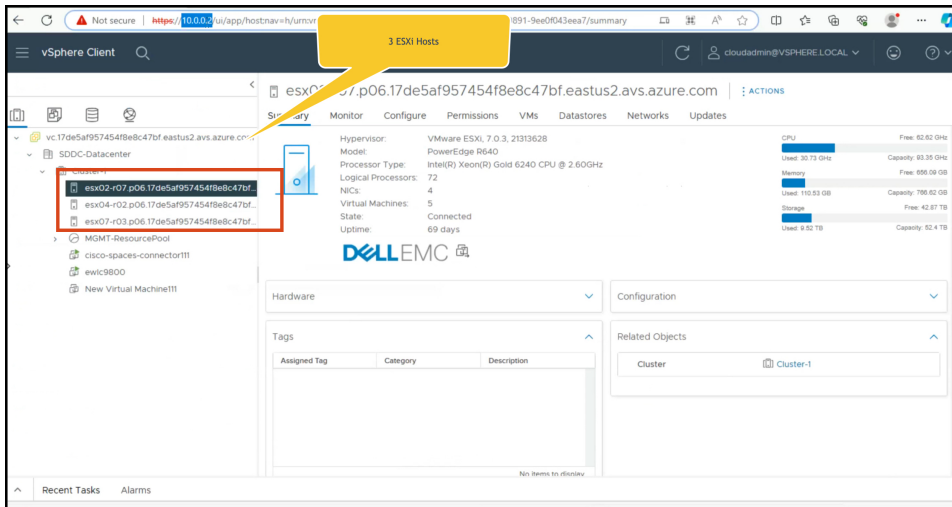 Not secure
https://10.0.0.2/ui/app/host
891-9ee0f043eea7/summary
3 ESXi Hosts
vSphere Client
cloudadmin@VSPHERE.LOCAL
p06.17de5af957454f8e8c47bf.eastus2.avs.azure.com
ACTIONS
Summary Monitor Configure Permissions VMs Datastores Networks Updates
vc.17de5af957454f8e8c47bf.eastus2.avs.azure.com
SDDC-Datacenter
Cluster-1
esx02-r07.p06.17de5af957454f8e8c47bf...
esx04-r02.p06.17de5af957454f8e8c47bf...
esx07-r03.p06.17de5af957454f8e8c47bf...
MGMT-ResourcePool
cisco-spaces-connector111
ewlc9800
New Virtual Machine111
Hypervisor: VMware ESXi, 7.0.3, 21313628
Model: PowerEdge R640
Processor Type: Intel(R) Xeon(R) Gold 6240 CPU @ 2.60GHz
Logical Processors: 72
NICs: 4
Virtual Machines: 5
State: Connected
Uptime: 69 days
DELLEMC
CPU Free: 62.62 GHz
Used: 30.73 GHz Capacity: 93.35 GHz
Memory Free: 656.09 GB
Used: 110.53 GB Capacity: 766.62 GB
Storage Free: 42.87 TB
Used: 9.52 TB Capacity: 52.4 TB
Hardware
Configuration
Tags
Assigned Tag Category Description
No items to display
Related Objects
Cluster Cluster-1
Recent Tasks Alarms